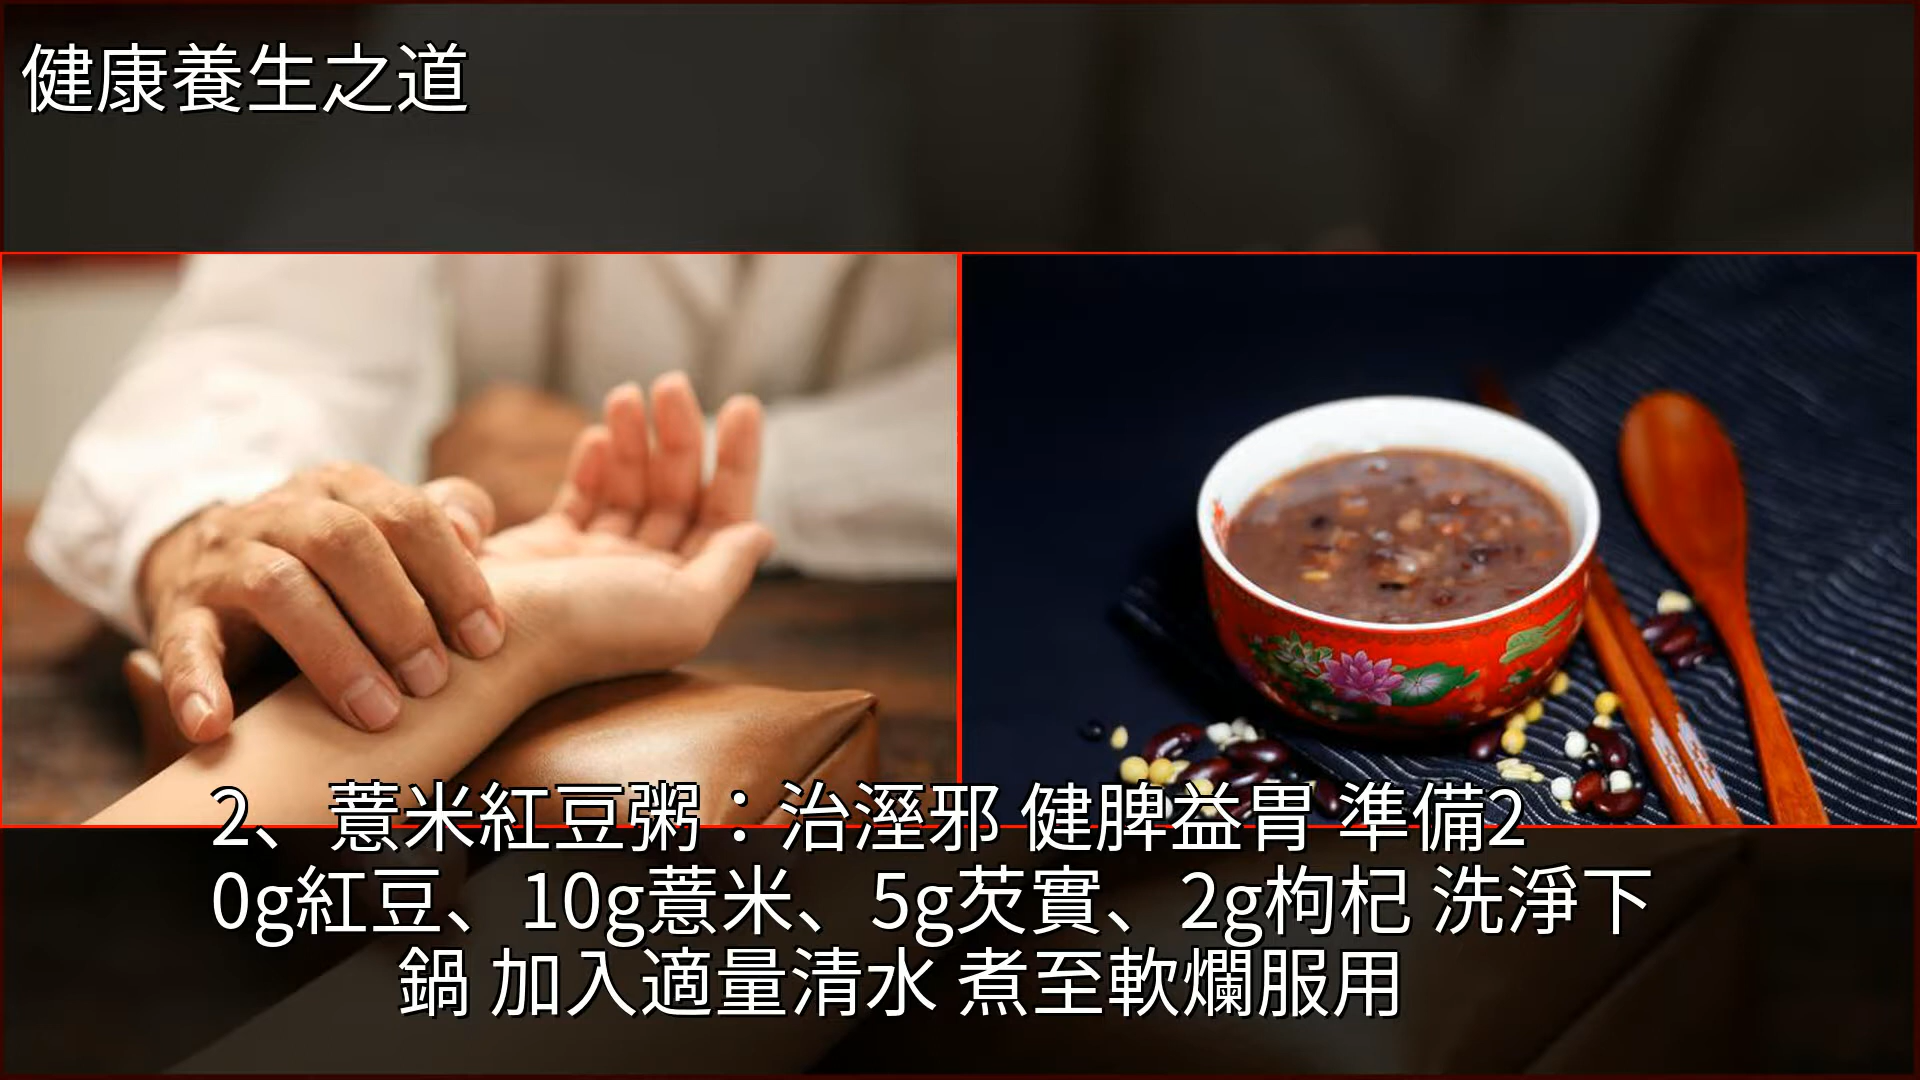 健康養生之道
2、薏米紅豆粥：治溼邪 健脾益胃 準備2
0g紅豆、10g薏米、5g芡實、2g枸杞 洗淨下
鍋 加入適量清水 煮至軟爛服用